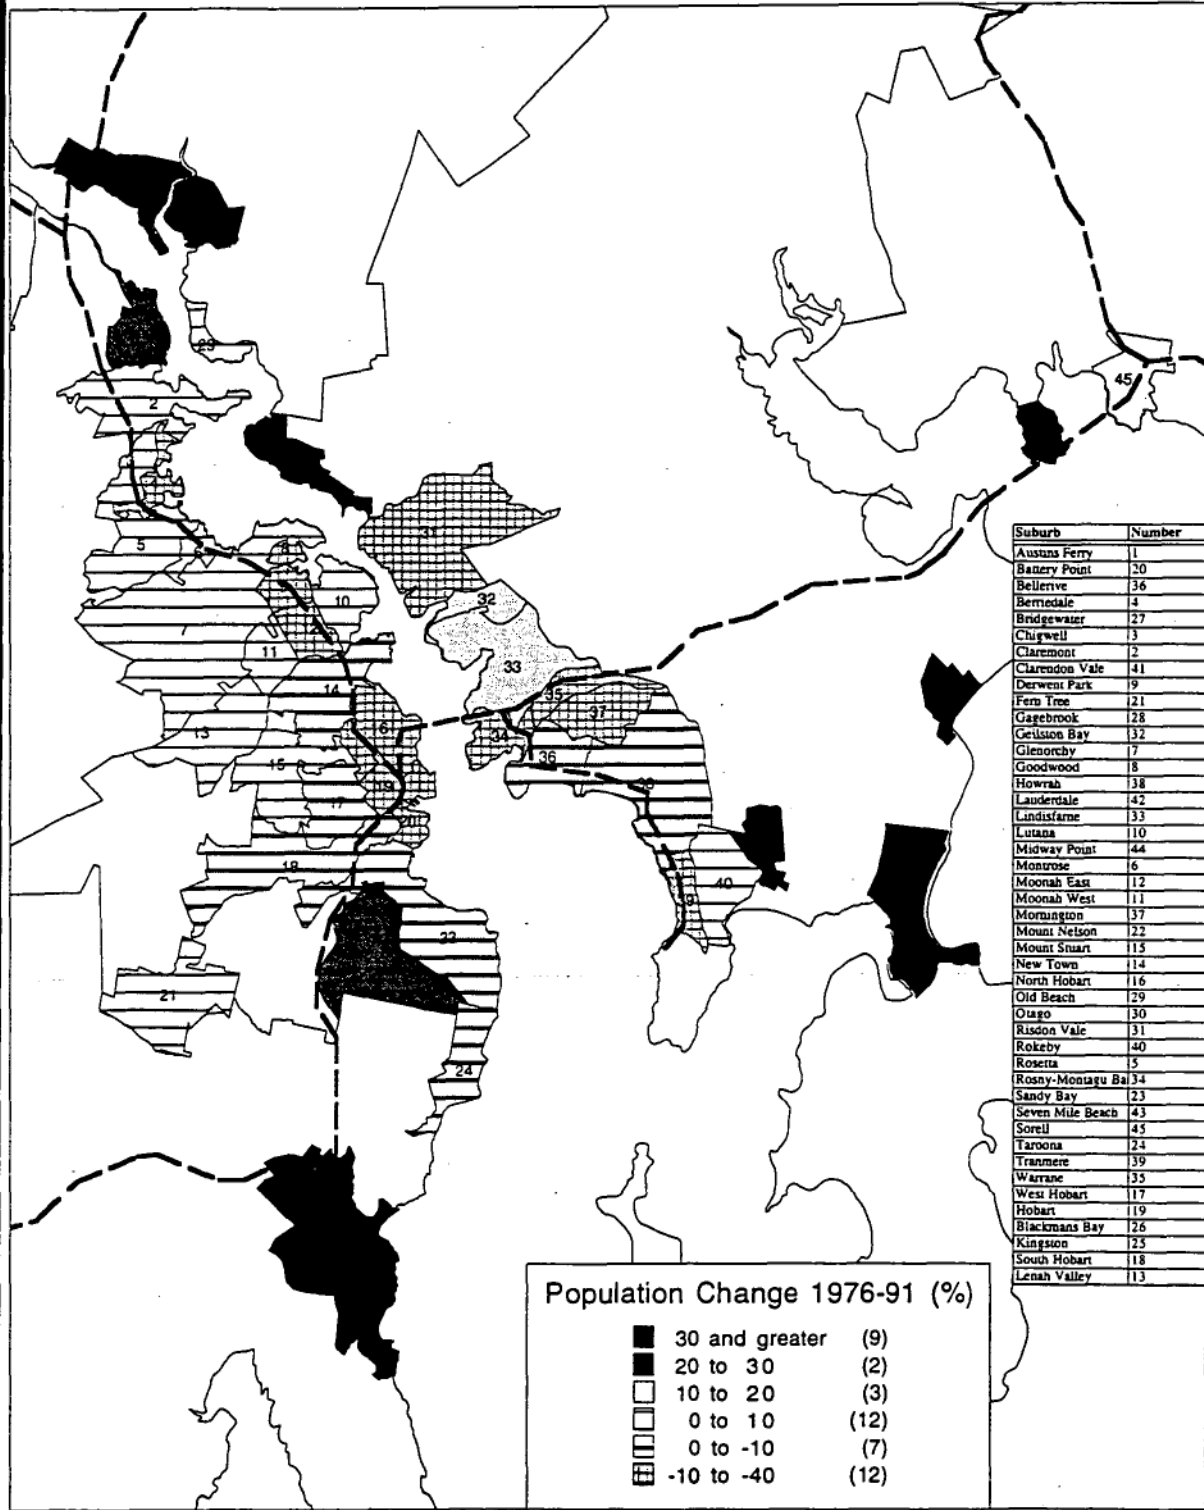 45
29
2
4
5
8
31
32
10
7
11
33
14
35
37
13
34
36
15
19
17
20
18
40
21
24
Suburb Number
Austins Ferry 1
Battery Point 20
Bellerive 36
Berriedale 4
Bridgewater 27
Chigwell 3
Claremont 2
Clarendon Vale 41
Derwent Park 9
Fern Tree 21
Gagebrook 28
Geilston Bay 32
Glenorchy 7
Goodwood 8
Howrah 38
Lauderdale 42
Lindisfarne 33
Lutana 10
Midway Point 44
Montrose 6
Moonah East 12
Moonah West 11
Mornington 37
Mount Nelson 22
Mount Stuart 15
New Town 14
North Hobart 16
Old Beach 29
Otago 30
Risdon Vale 31
Rokeby 40
Rosetta 5
Rosny-Montagu Ba 34
Sandy Bay 23
Seven Mile Beach 43
Sorell 45
Taroona 24
Tranmere 39
Warrane 35
West Hobart 17
Hobart 19
Blackmans Bay 26
Kingston 25
South Hobart 18
Lenah Valley 13
Population Change 1976-91 (%)
30 and greater (9)
20 to 30 (2)
10 to 20 (3)
0 to 10 (12)
0 to -10 (7)
-10 to -40 (12)